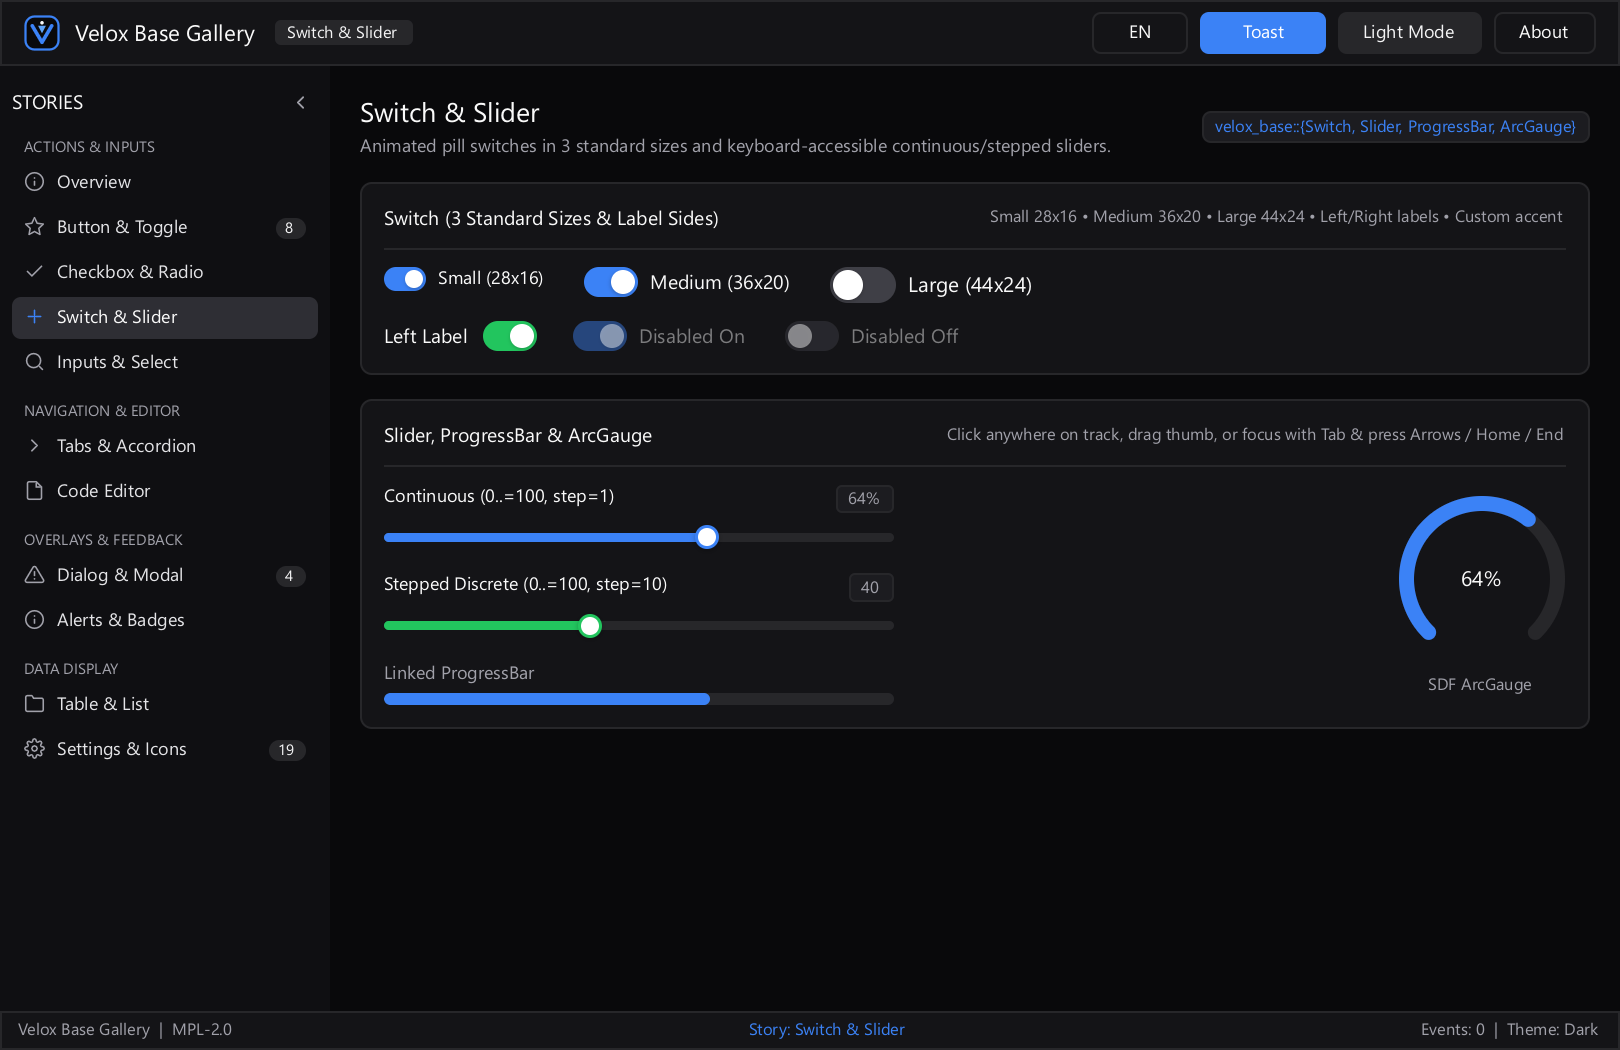 Velox Base Gallery
Switch & Slider
EN
Toast
Light Mode
About
STORIES
ACTIONS & INPUTS
Overview
Button & Toggle 8
Checkbox & Radio
Switch & Slider
Inputs & Select
NAVIGATION & EDITOR
Tabs & Accordion
Code Editor
OVERLAYS & FEEDBACK
Dialog & Modal 4
Alerts & Badges
DATA DISPLAY
Table & List
Settings & Icons 19
Switch & Slider
Animated pill switches in 3 standard sizes and keyboard-accessible continuous/stepped sliders.
velox_base::{Switch, Slider, ProgressBar, ArcGauge}
Switch (3 Standard Sizes & Label Sides)
Small 28x16 • Medium 36x20 • Large 44x24 • Left/Right labels • Custom accent
Small (28x16)
Medium (36x20)
Large (44x24)
Left Label
Disabled On
Disabled Off
Slider, ProgressBar & ArcGauge
Click anywhere on track, drag thumb, or focus with Tab & press Arrows / Home / End
Continuous (0..=100, step=1)
64%
Stepped Discrete (0..=100, step=10)
40
Linked ProgressBar
64%
SDF ArcGauge
Velox Base Gallery | MPL-2.0
Story: Switch & Slider
Events: 0 | Theme: Dark